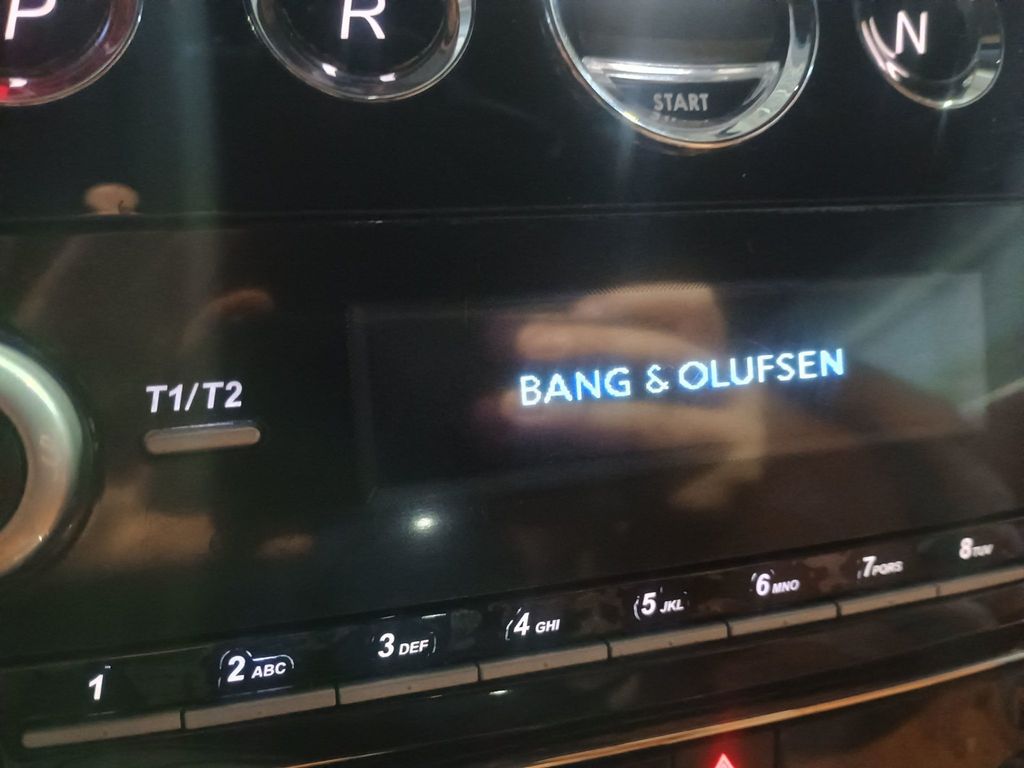 P R START N
T1/T2
BANG & OLUFSEN
1 2 ABC 3 DEF 4 GHI 5 JKL 6 MNO 7 PQRS 8 TUV